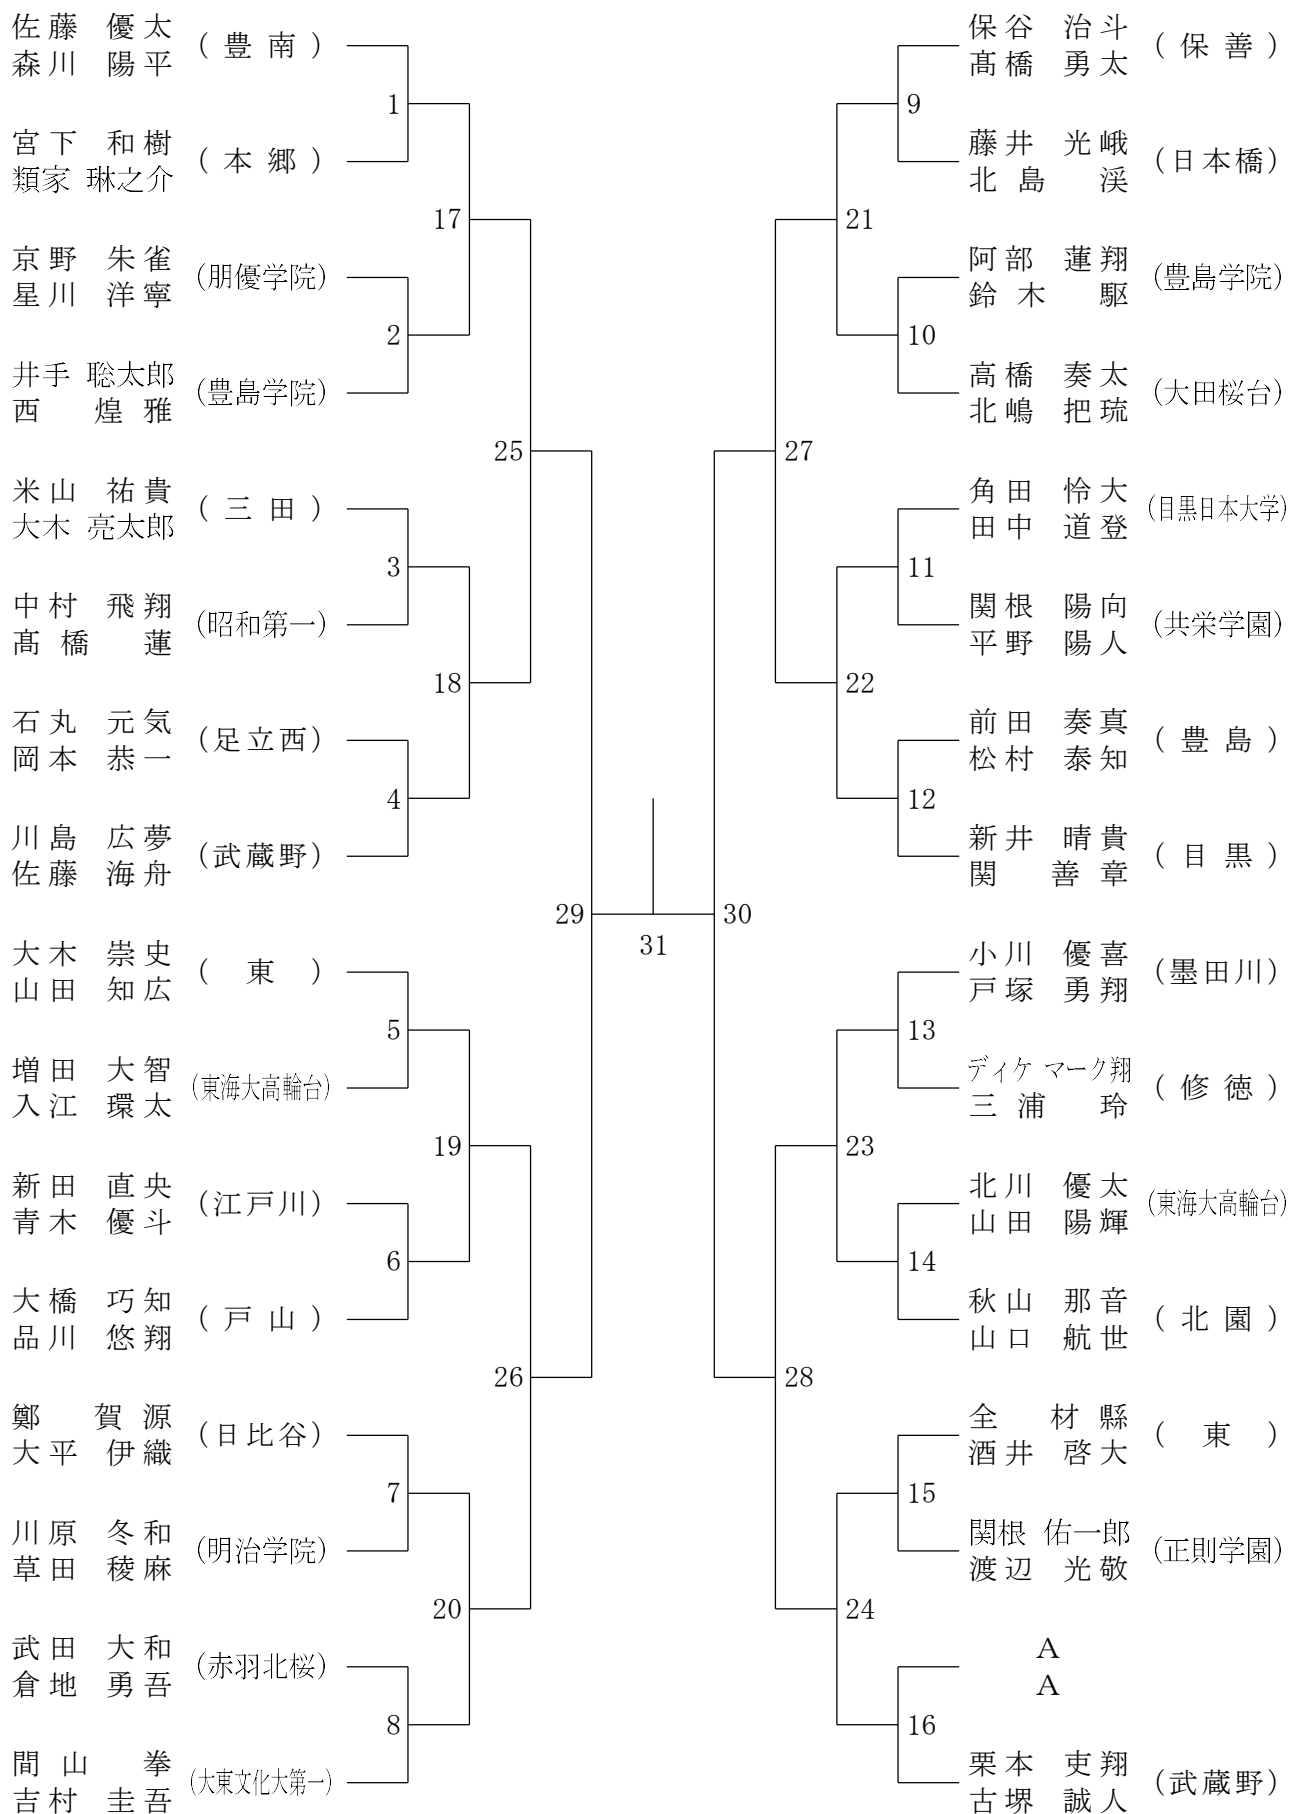 佐藤 優太
森川 陽平
(豊南)
1
宮下 和樹
類家 琳之介
(本郷)
17
京野 朱雀
星川 洋寧
(朋優学院)
2
井手 聡太郎
西 煌雅
(豊島学院)
25
米山 祐貴
大木 亮太郎
(三田)
3
中村 飛翔
髙橋 蓮
(昭和第一)
18
石丸 元気
岡本 恭一
(足立西)
4
川島 広夢
佐藤 海舟
(武蔵野)
29
大木 崇史
山田 知広
(東)
5
増田 大智
入江 環太
(東海大高輪台)
19
新田 直央
青木 優斗
(江戸川)
6
大橋 巧知
品川 悠翔
(戸山)
26
鄭 賀源
大平 伊織
(日比谷)
7
川原 冬和
草田 稜麻
(明治学院)
20
武田 大和
倉地 勇吾
(赤羽北桜)
8
間山 拳
吉村 圭吾
(大東文化大第一)
31
保谷 治斗
髙橋 勇太
(保善)
9
藤井 光峨
北島 渓
(日本橋)
21
阿部 蓮翔
鈴木 駆
(豊島学院)
10
高橋 奏太
北嶋 把琉
(大田桜台)
27
角田 怜大
田中 道登
(目黒日本大学)
11
関根 陽向
平野 陽人
(共栄学園)
22
前田 奏真
松村 泰知
(豊島)
12
新井 晴貴
関 善章
(目黒)
30
小川 優喜
戸塚 勇翔
(墨田川)
13
ディケ マーク翔
三浦 玲
(修徳)
23
北川 優太
山田 陽輝
(東海大高輪台)
14
秋山 那音
山口 航世
(北園)
28
全 材縣
酒井 啓大
(東)
15
関根 佑一郎
渡辺 光敬
(正則学園)
24
A
A
16
栗本 吏翔
古堺 誠人
(武蔵野)